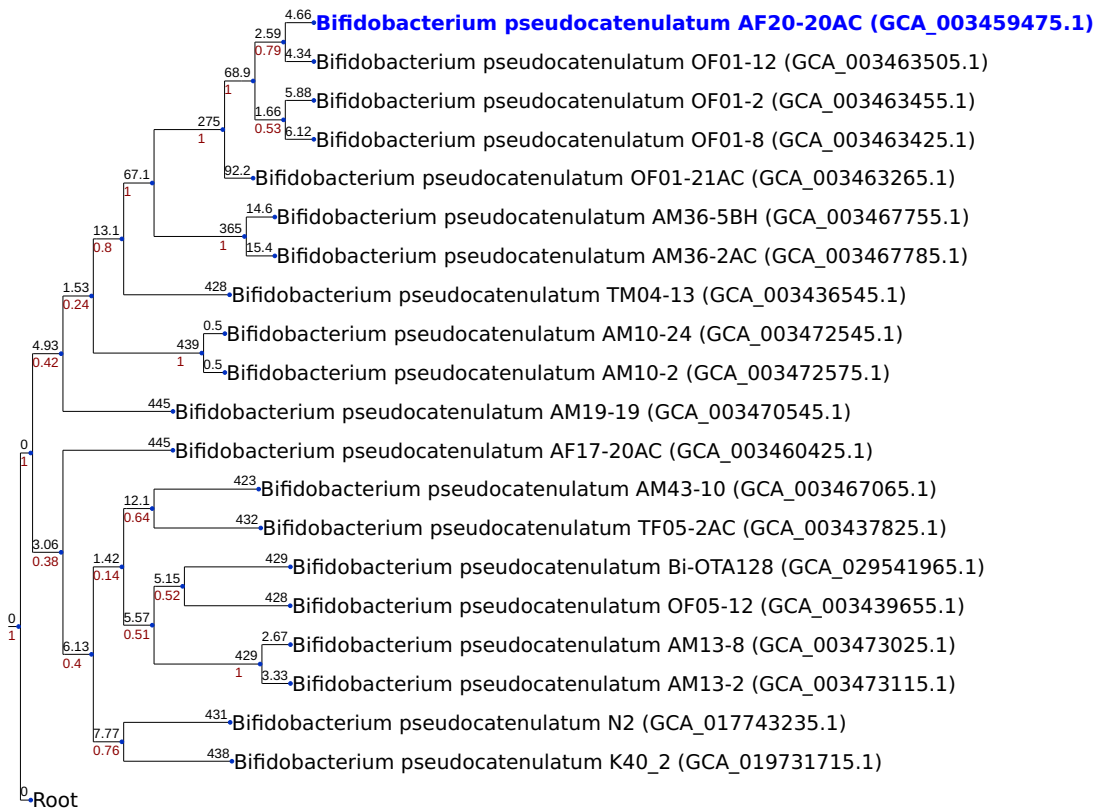 4.66 Bifidobacterium pseudocatenulatum AF20-20AC (GCA_003459475.1)
2.59
0.79
4.34 Bifidobacterium pseudocatenulatum OF01-12 (GCA_003463505.1)
68.9
1
5.88 Bifidobacterium pseudocatenulatum OF01-2 (GCA_003463455.1)
1.66
0.53
6.12 Bifidobacterium pseudocatenulatum OF01-8 (GCA_003463425.1)
275
1
92.2 Bifidobacterium pseudocatenulatum OF01-21AC (GCA_003463265.1)
67.1
1
14.6 Bifidobacterium pseudocatenulatum AM36-5BH (GCA_003467755.1)
365
1
15.4 Bifidobacterium pseudocatenulatum AM36-2AC (GCA_003467785.1)
13.1
0.8
428 Bifidobacterium pseudocatenulatum TM04-13 (GCA_003436545.1)
1.53
0.24
0.5 Bifidobacterium pseudocatenulatum AM10-24 (GCA_003472545.1)
439
1
0.5 Bifidobacterium pseudocatenulatum AM10-2 (GCA_003472575.1)
4.93
0.42
445 Bifidobacterium pseudocatenulatum AM19-19 (GCA_003470545.1)
0
1
445 Bifidobacterium pseudocatenulatum AF17-20AC (GCA_003460425.1)
423 Bifidobacterium pseudocatenulatum AM43-10 (GCA_003467065.1)
12.1
0.64
432 Bifidobacterium pseudocatenulatum TF05-2AC (GCA_003437825.1)
3.06
0.38
1.42
0.14
429 Bifidobacterium pseudocatenulatum Bi-OTA128 (GCA_029541965.1)
5.15
0.52
428 Bifidobacterium pseudocatenulatum OF05-12 (GCA_003439655.1)
5.57
0.51
0
1
2.67 Bifidobacterium pseudocatenulatum AM13-8 (GCA_003473025.1)
429
1
3.33 Bifidobacterium pseudocatenulatum AM13-2 (GCA_003473115.1)
6.13
0.4
431 Bifidobacterium pseudocatenulatum N2 (GCA_017743235.1)
7.77
0.76
438 Bifidobacterium pseudocatenulatum K40_2 (GCA_019731715.1)
0 Root